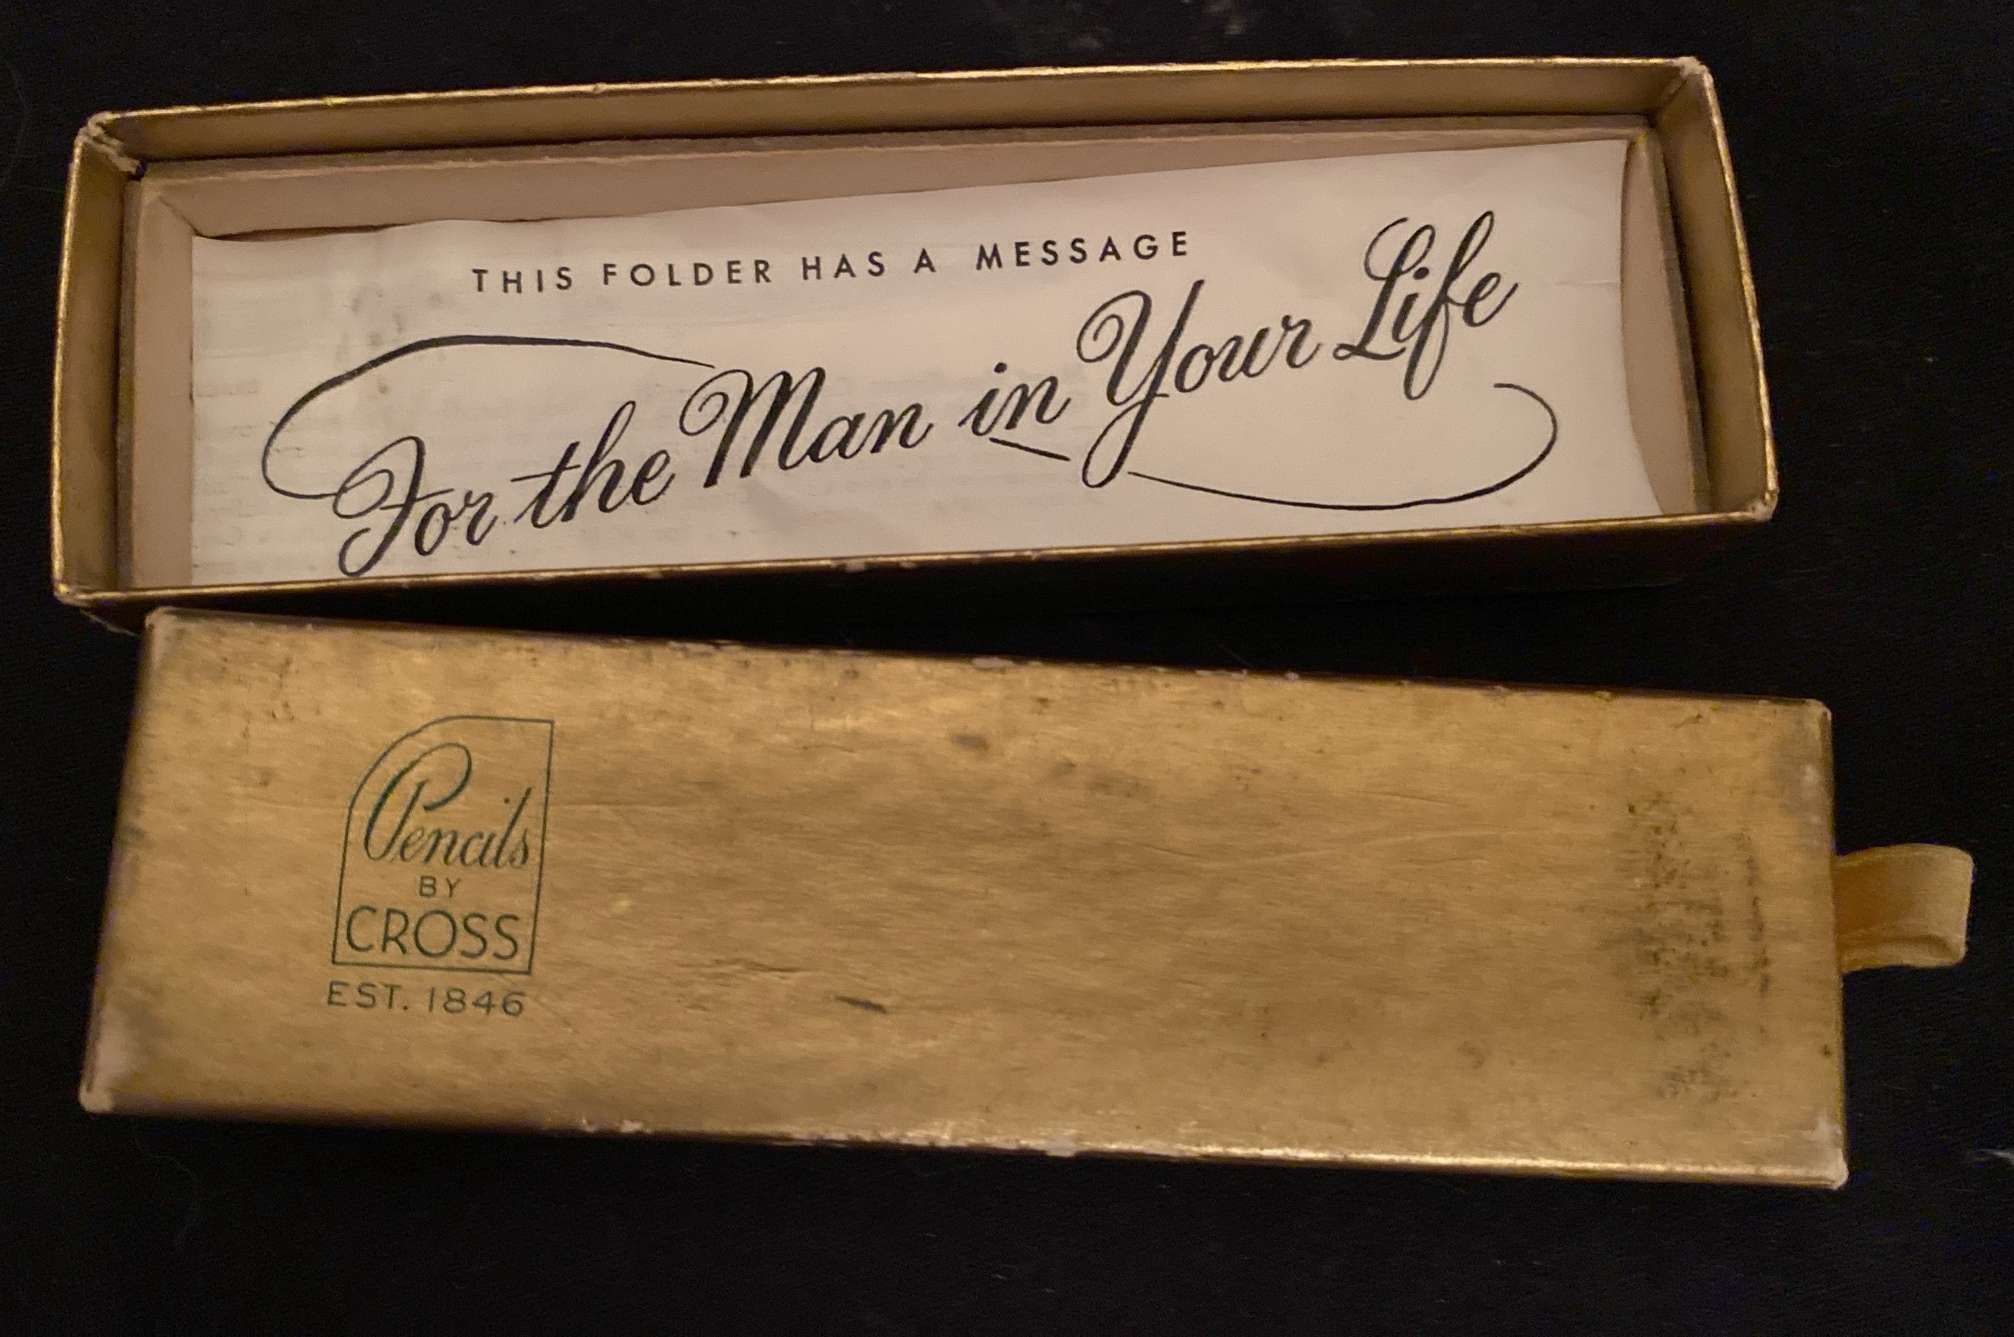 THIS FOLDER HAS A MESSAGE
For the Man in Your Life
Pencils
BY
CROSS
EST. 1846